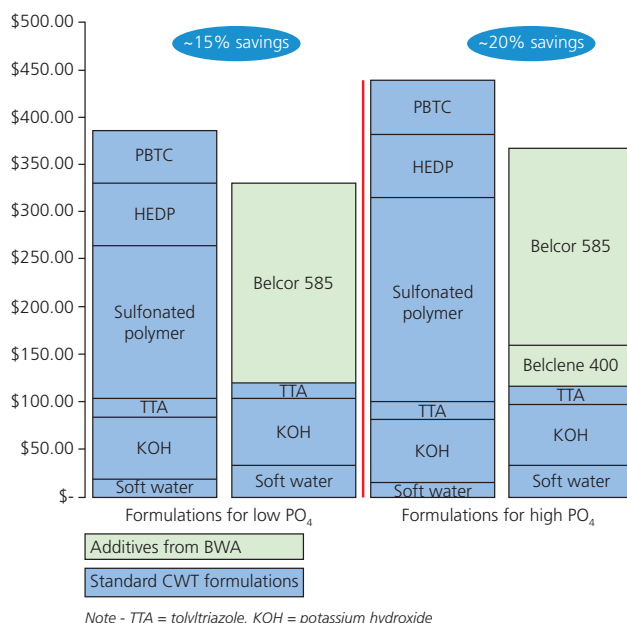 $500.00
~15% savings
~20% savings
$450.00
$400.00
$350.00
$300.00
$250.00
$200.00
$150.00
$100.00
$50.00
$-
PBTC
HEDP
Sulfonated
polymer
TTA
KOH
Soft water
Belcor 585
TTA
KOH
Soft water
PBTC
HEDP
Sulfonated
polymer
TTA
KOH
Soft water
Belcor 585
Belclene 400
TTA
KOH
Soft water
Formulations for low PO₄
Formulations for high PO₄
Additives from BWA
Standard CWT formulations
Note - TTA = tolyltriazole, KOH = potassium hydroxide